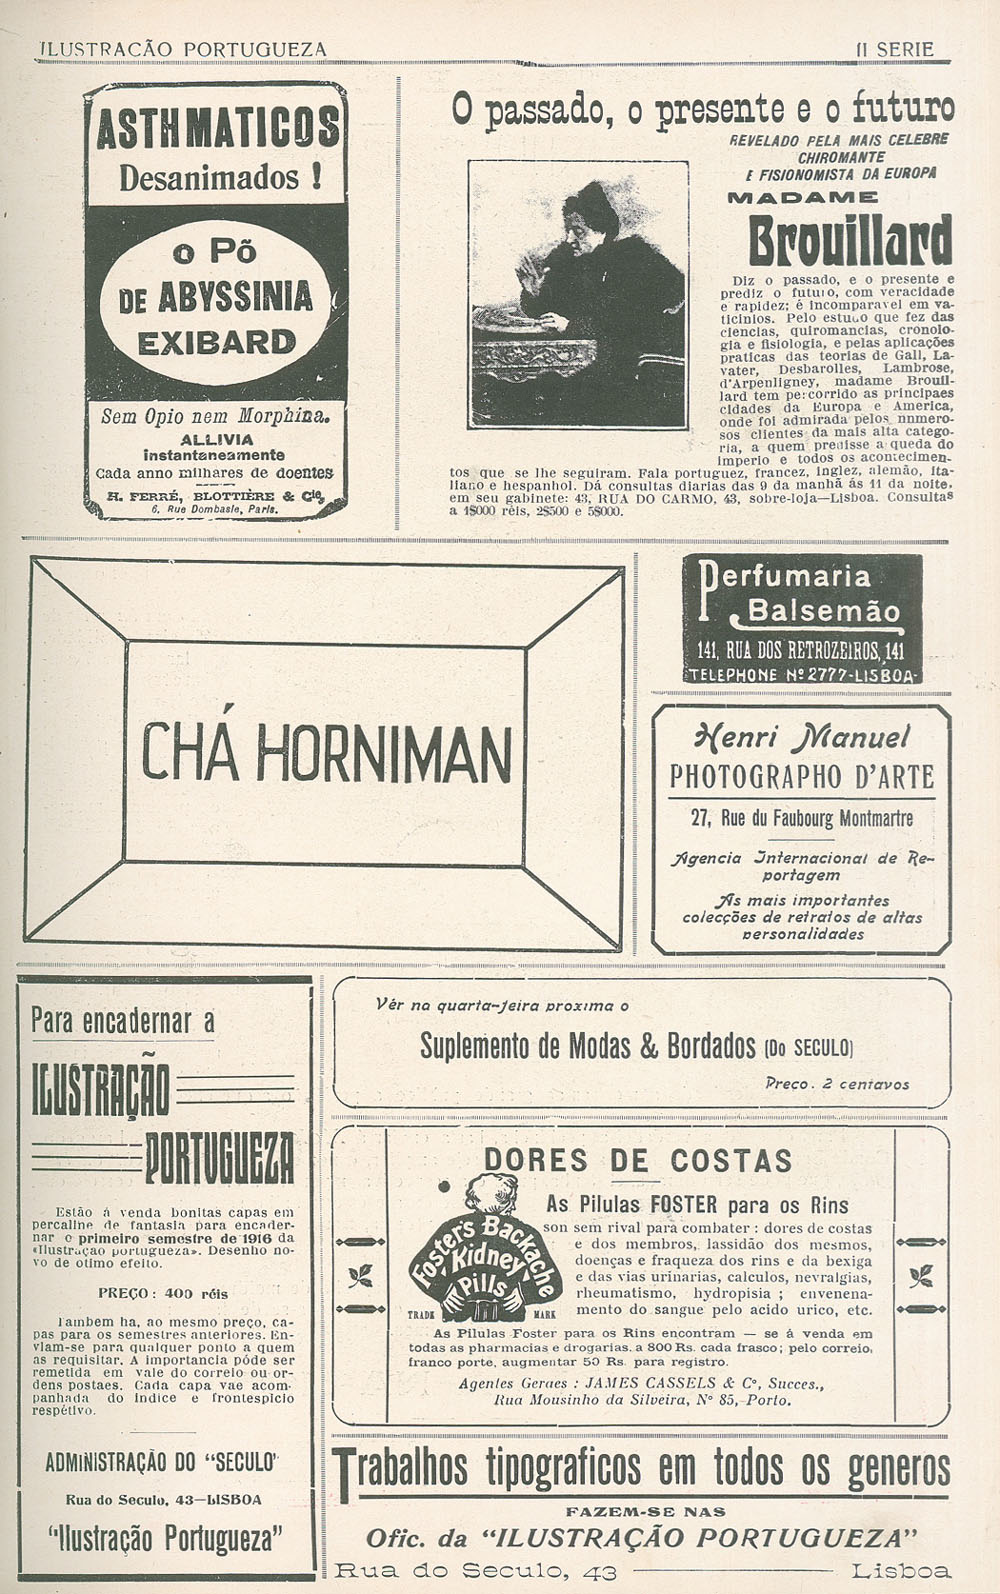 ILUSTRAÇÃO PORTUGUEZA
II SERIE
ASTHMATICOS
Desanimados !
O Pó
DE ABYSSINIA
EXIBARD
Sem Opio nem Morphina.
ALLIVIA
instantaneamente
Cada anno milhares de doentes
H. FERRÉ, BLOTTIÈRE & Cie,
6, Rue Dombasle, Paris.
O passado, o presente e o futuro
REVELADO PELA MAIS CELEBRE
CHIROMANTE
E FISIONOMISTA DA EUROPA
MADAME
Brouillard
Diz o passado, e o presente e
prediz o futuro, com veracidade
e rapidez; é incomparavel em va-
ticinios. Pelo estudo que fez das
ciencias, quiromancias, cronolo-
gia e fisiologia, e pelas aplicações
praticas das teorias de Gall, La-
vater, Desbarolles, Lambrose,
d'Arpenligney, madame Brouil-
lard tem percorrido as principaes
cidades da Europa e America,
onde foi admirada pelos numero-
sos clientes da mais alta catego-
ria, a quem predisse a queda do
imperio e todos os acontecimen-
tos que se lhe seguiram. Fala portuguez, francez, inglez, alemão, ita-
liano e hespanhol. Dá consultas diarias das 9 da manhã ás 11 da noite,
em seu gabinete: 43, RUA DO CARMO, 43, sobre-loja—Lisboa. Consultas
a 1$000 réis, 2$500 e 5$000.
CHÁ HORNIMAN
Perfumaria
Balsemão
141, RUA DOS RETROZEIROS, 141
TELEPHONE Nº 2777-LISBOA-
Henri Manuel
PHOTOGRAPHO D'ARTE
27, Rue du Faubourg Montmartre
Agencia Internacional de Re-
portagem
As mais importantes
colecções de retratos de altas
personalidades
Para encadernar a
ILUSTRAÇÃO
PORTUGUEZA
Estão á venda bonitas capas em
percaline de fantasia para encader-
nar o primeiro semestre de 1916 da
«Ilustração portugueza». Desenho no-
vo de otimo efeito.
PREÇO: 400 réis
Tambem ha, ao mesmo preço, ca-
pas para os semestres anteriores. En-
viam-se para qualquer ponto a quem
as requisitar. A importancia póde ser
remetida em vale do correio ou or-
dens postaes. Cada capa vae acom-
panhada do indice e frontespicio
respétivo.
ADMINISTRAÇÃO DO "SECULO"
Rua do Seculo, 43—LISBOA
"Ilustração Portugueza"
Vêr na quarta-feira proxima o
Suplemento de Modas & Bordados (Do SECULO)
Preço. 2 centavos
DORES DE COSTAS
As Pilulas FOSTER para os Rins
son sem rival para combater : dores de costas
e dos membros, lassidão dos mesmos,
doenças e fraqueza dos rins e da bexiga
e das vias urinarias, calculos, nevralgias,
rheumatismo, hydropisia ; envenena-
mento do sangue pelo acido urico, etc.
Foster's Backache
Kidney
Pills
TRADE MARK
As Pilulas Foster para os Rins encontram — se á venda em
todas as pharmacias e drogarias, a 800 Rs. cada frasco; pelo correio,
franco porte, augmentar 50 Rs. para registro.
Agentes Geraes : JAMES CASSELS & Cº, Succes.,
Rua Mousinho da Silveira, Nº 85, Porto.
Trabalhos tipograficos em todos os generos
FAZEM-SE NAS
Ofic. da "ILUSTRAÇÃO PORTUGUEZA"
Rua do Seculo, 43 — Lisboa